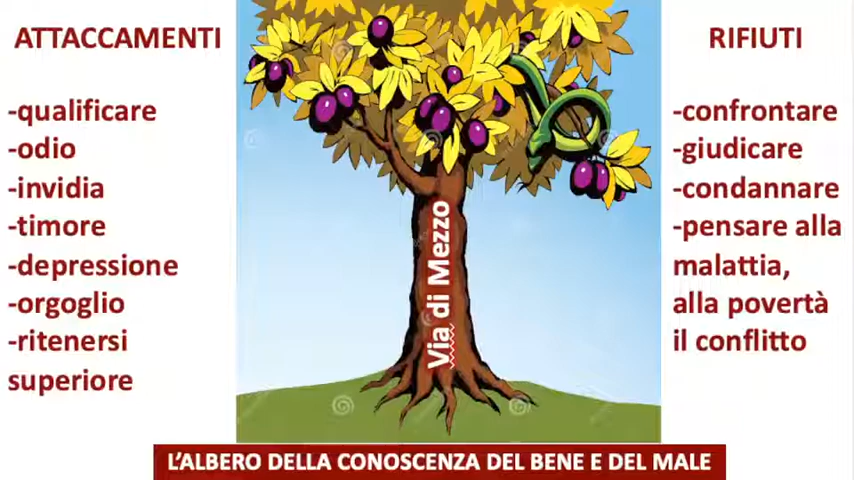 ATTACCAMENTI
-qualificare
-odio
-invidia
-timore
-depressione
-orgoglio
-ritenersi
superiore
Via di Mezzo
RIFIUTI
-confrontare
-giudicare
-condannare
-pensare alla
malattia,
alla povertà
il conflitto
L'ALBERO DELLA CONOSCENZA DEL BENE E DEL MALE